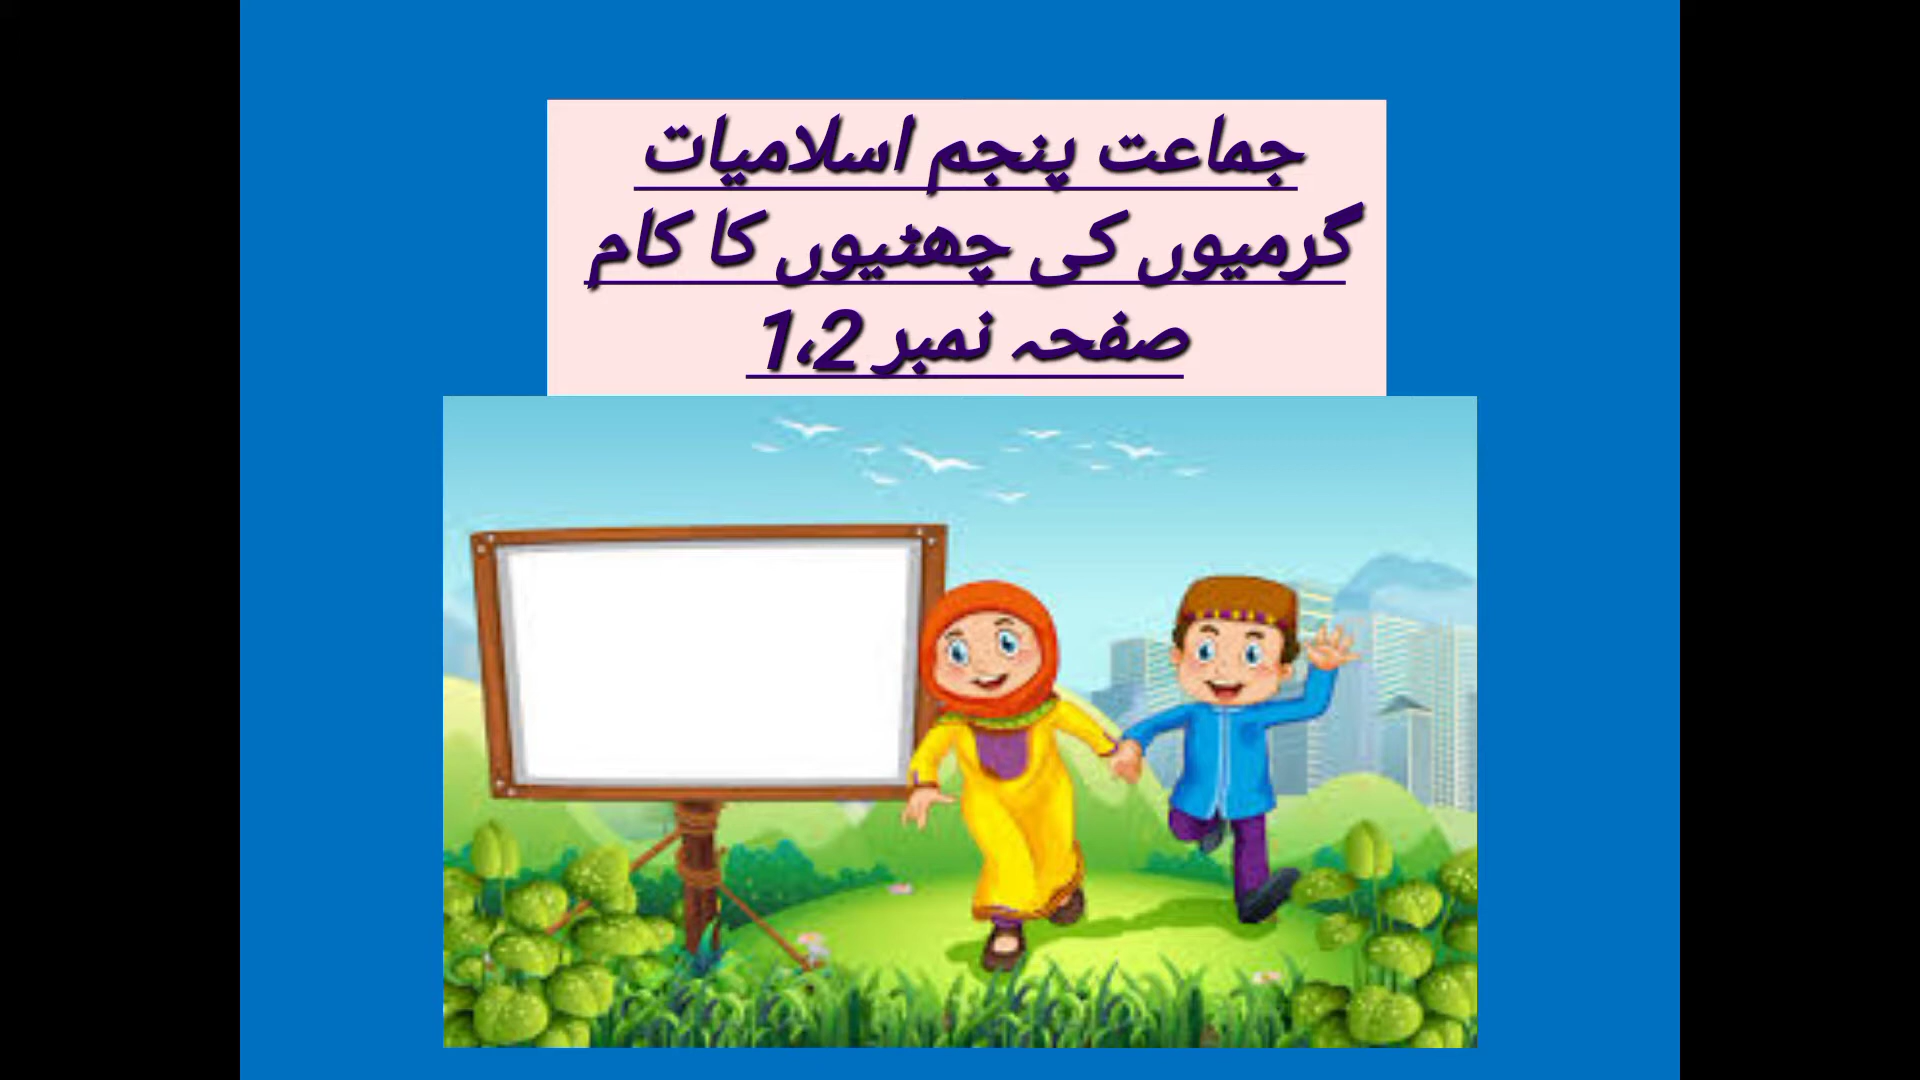 جماعت پنجم اسلامیات
گرمیوں کی چھٹیوں کا کام
صفحہ نمبر 1،2